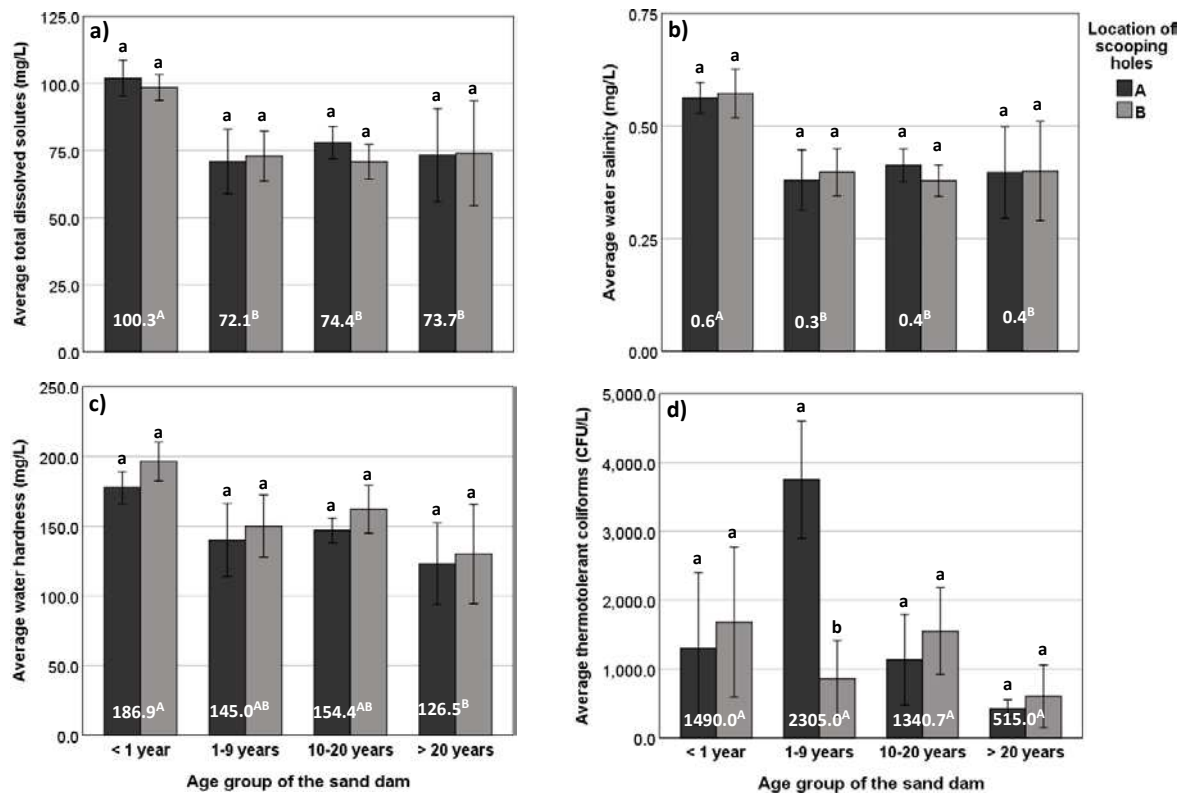 a)
Average total dissolved solutes (mg/L)
125.0
100.0
75.0
50.0
25.0
0.0
a a a a a a a a
100.3A 72.1B 74.4B 73.7B
b)
Average water salinity (mg/L)
0.75
0.50
0.25
0.00
a a a a a a a a
0.6A 0.3B 0.4B 0.4B
Location of
scooping
holes
A
B
c)
Average water hardness (mg/L)
250.0
200.0
150.0
100.0
50.0
0.0
a a a a a a a a
186.9A 145.0AB 154.4AB 126.5B
< 1 year 1-9 years 10-20 years > 20 years
Age group of the sand dam
d)
Average thermotolerant coliforms (CFU/L)
5,000.0
4,000.0
3,000.0
2,000.0
1,000.0
.0
a a a b a a a a
1490.0A 2305.0A 1340.7A 515.0A
< 1 year 1-9 years 10-20 years > 20 years
Age group of the sand dam